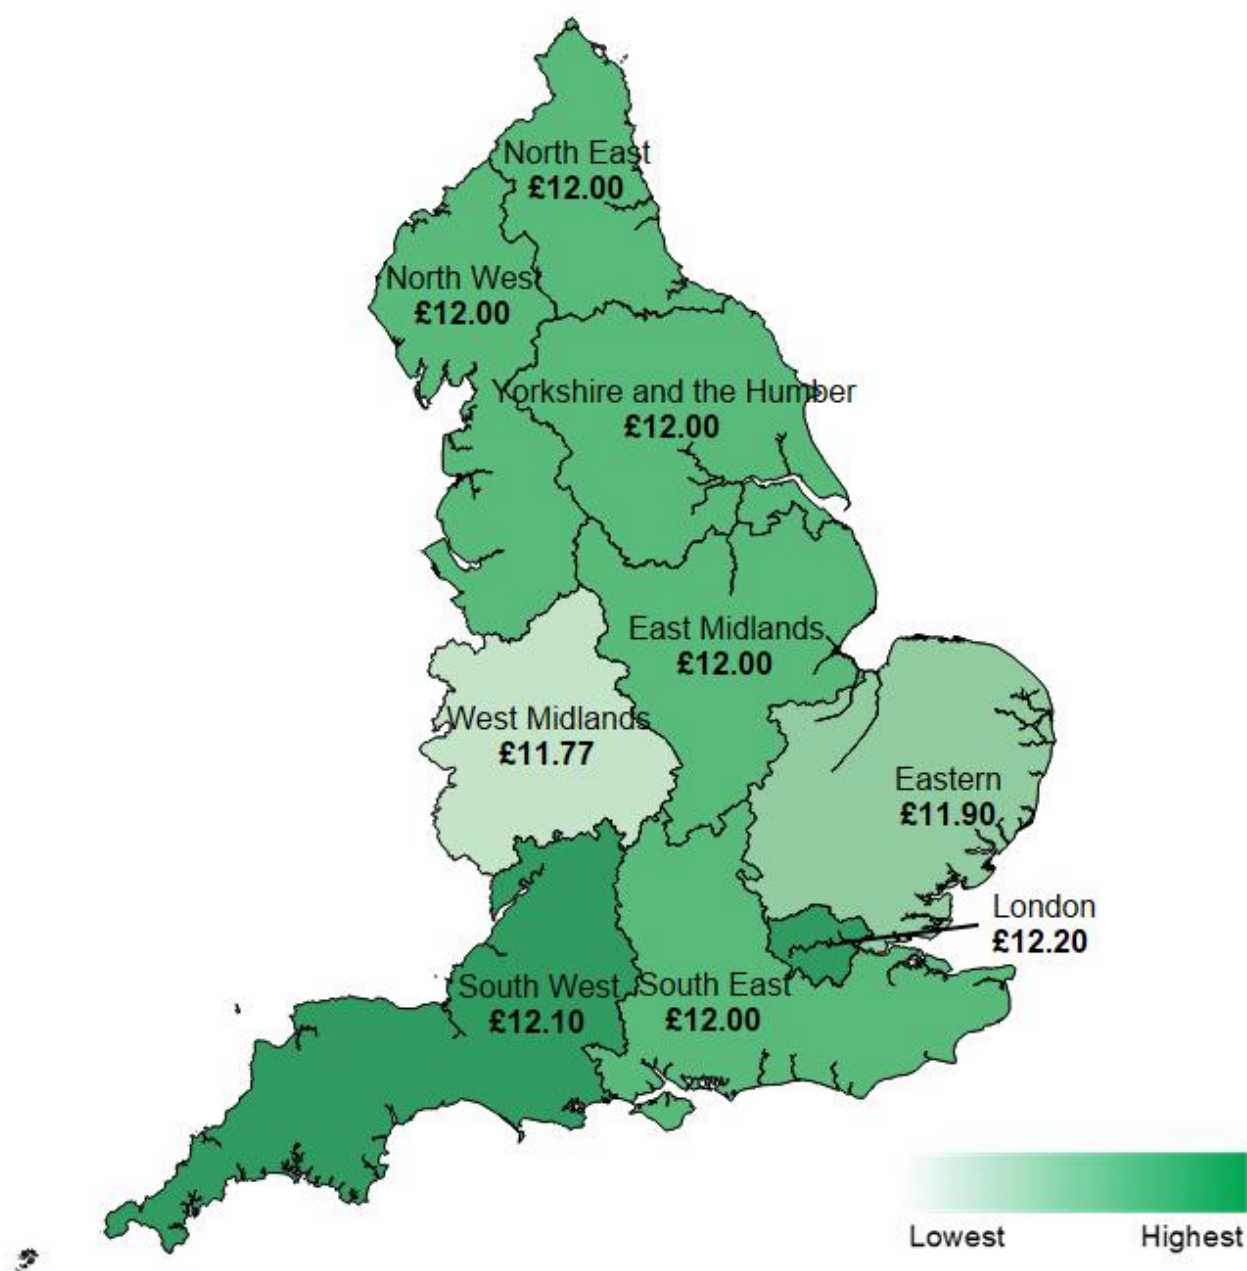 North East
£12.00
North West
£12.00
Yorkshire and the Humber
£12.00
East Midlands
£12.00
West Midlands
£11.77
Eastern
£11.90
London
£12.20
South West
£12.10
South East
£12.00
Lowest
Highest